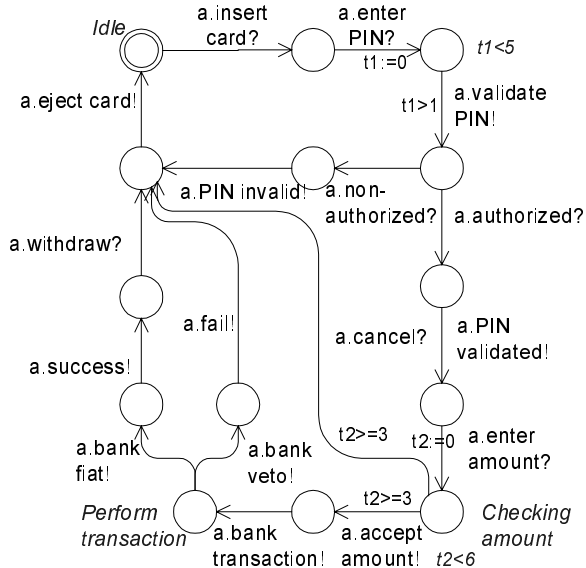 Idle
a.insert
card?
a.enter
PIN?
t1:=0
t1<5
a.eject card!
t1>1
a.validate
PIN!
a.PIN invalid!
a.non-
authorized?
a.authorized?
a.withdraw?
a.fail!
a.cancel?
a.PIN
validated!
a.success!
a.bank
fiat!
a.bank
veto!
t2>=3
t2:=0
a.enter
amount?
Perform
transaction
a.bank
transaction!
t2>=3
a.accept
amount!
Checking
amount
t2<6